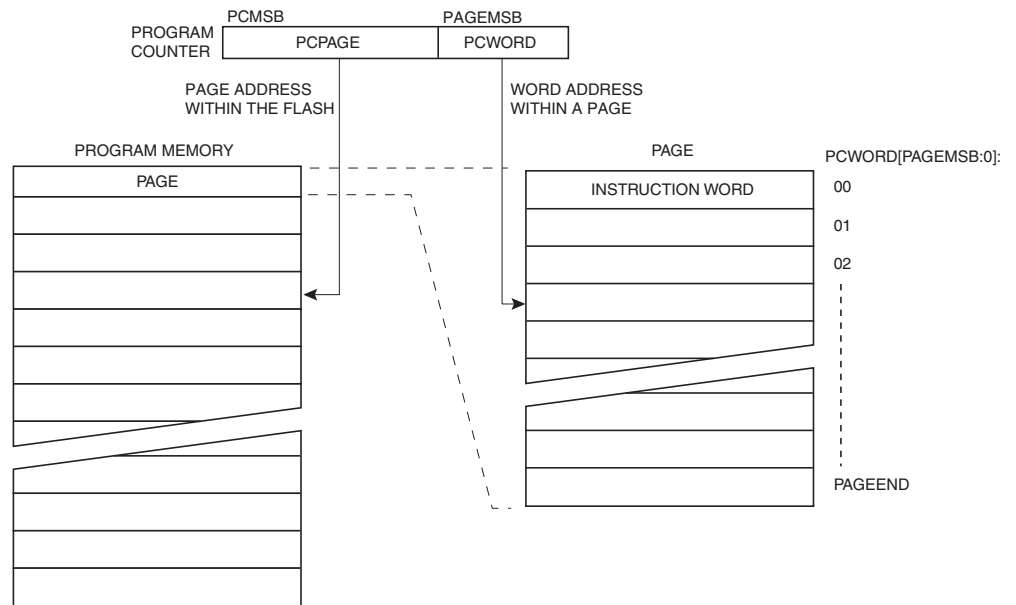 PCMSB
PAGEMSB
PROGRAM
COUNTER
PCPAGE
PCWORD
PAGE ADDRESS
WITHIN THE FLASH
WORD ADDRESS
WITHIN A PAGE
PROGRAM MEMORY
PAGE
PAGE
INSTRUCTION WORD
PCWORD[PAGEMSB:0]:
00
01
02
PAGEEND